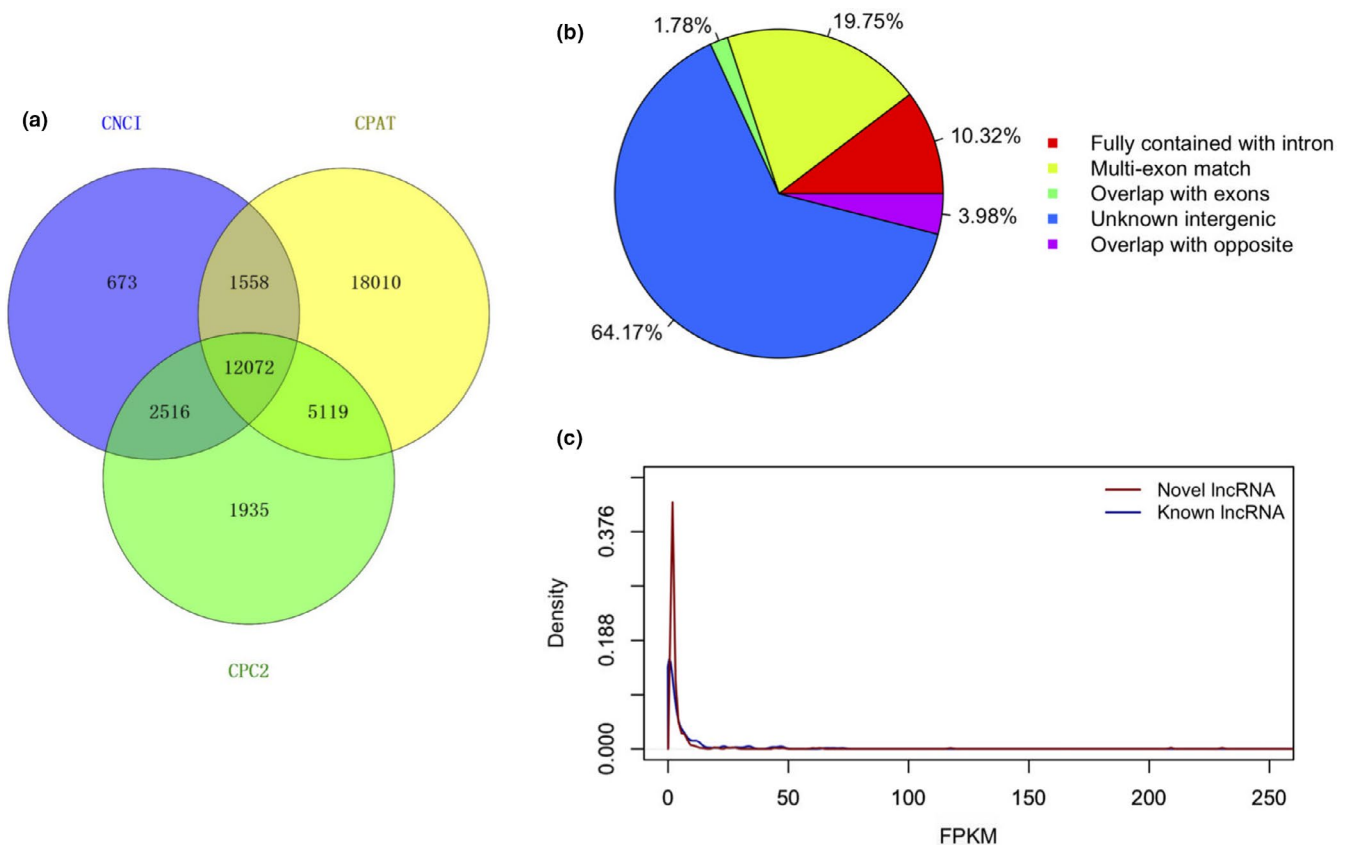 (a)
CNCI
CPAT
673
1558
18010
12072
2516
5119
1935
CPC2
(b)
1.78%
19.75%
10.32%
3.98%
64.17%
Fully contained with intron
Multi-exon match
Overlap with exons
Unknown intergenic
Overlap with opposite
(c)
Novel lncRNA
Known lncRNA
Density
0.376
0.188
0.000
0 50 100 150 200 250
FPKM